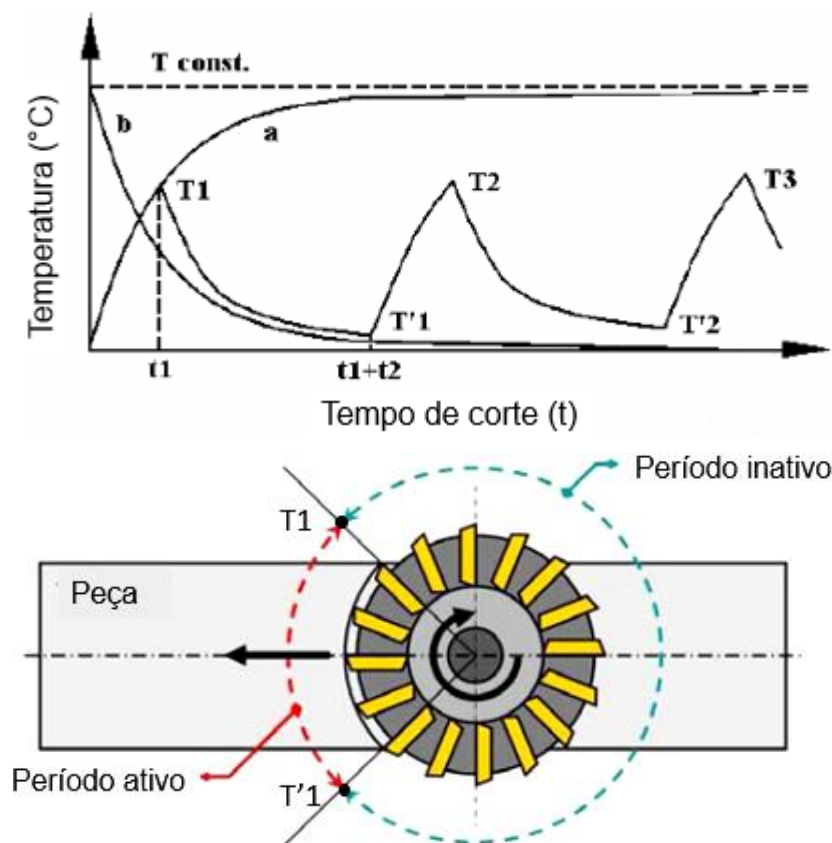 T const.
b
a
T1
T2
T3
T'1
T'2
t1
t1+t2
Temperatura (°C)
Tempo de corte (t)
Período inativo
T1
Peça
Período ativo
T'1